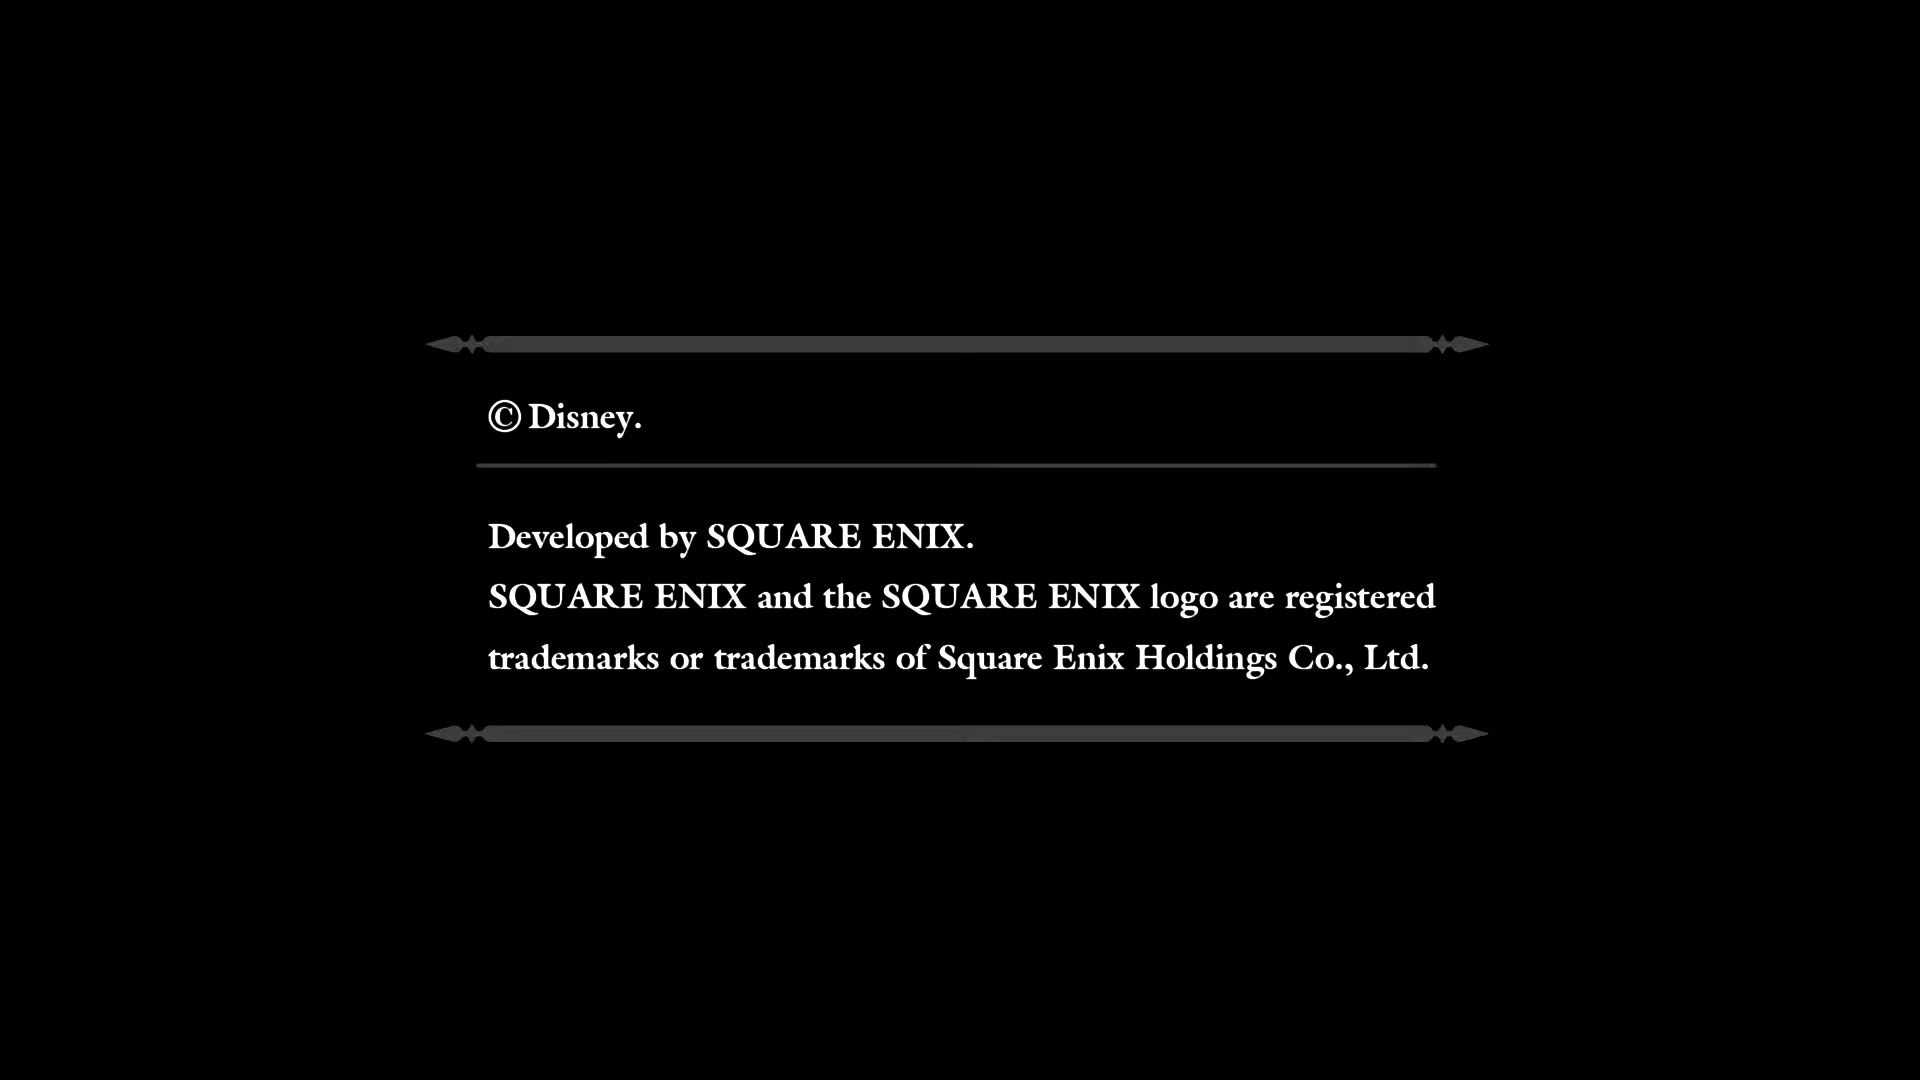 © Disney.
Developed by SQUARE ENIX.
SQUARE ENIX and the SQUARE ENIX logo are registered
trademarks or trademarks of Square Enix Holdings Co., Ltd.